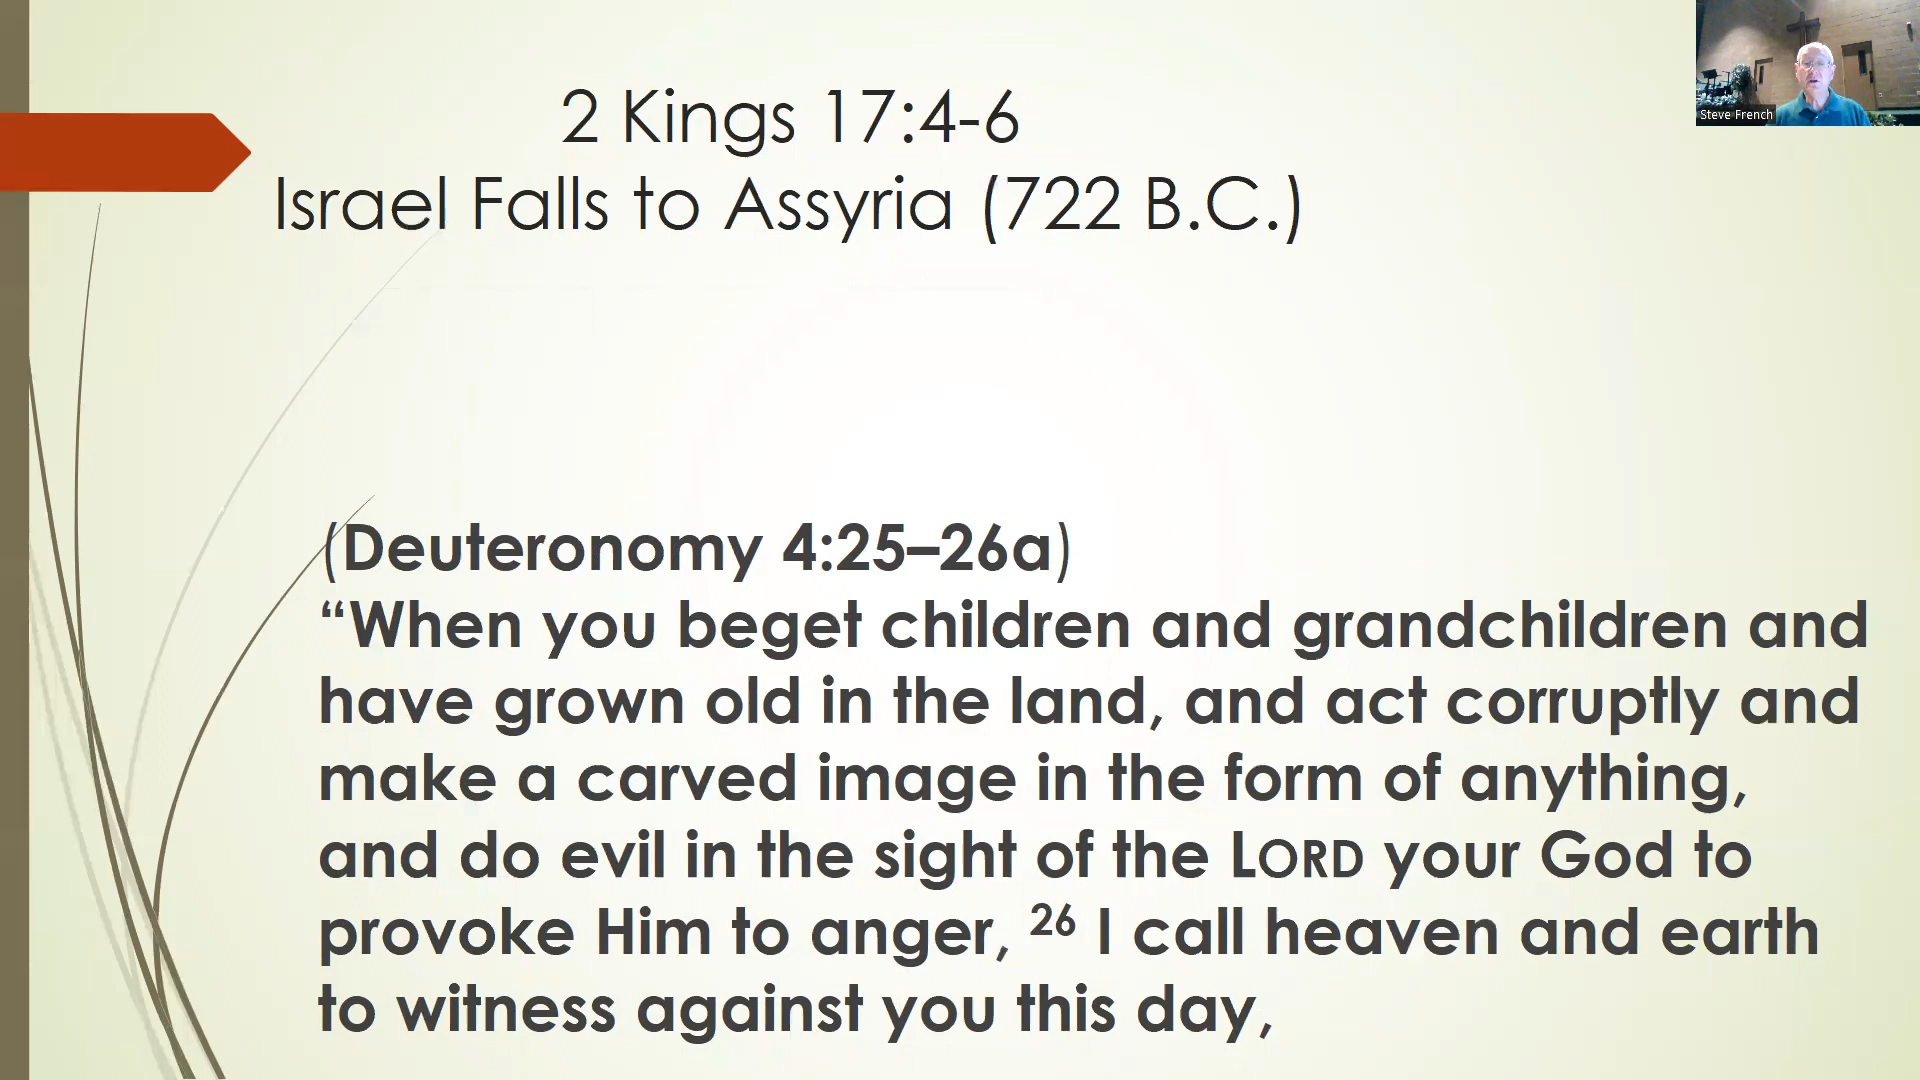 2 Kings 17:4-6
Israel Falls to Assyria (722 B.C.)
Steve French
(Deuteronomy 4:25–26a)
“When you beget children and grandchildren and
have grown old in the land, and act corruptly and
make a carved image in the form of anything,
and do evil in the sight of the LORD your God to
provoke Him to anger, 26 I call heaven and earth
to witness against you this day,